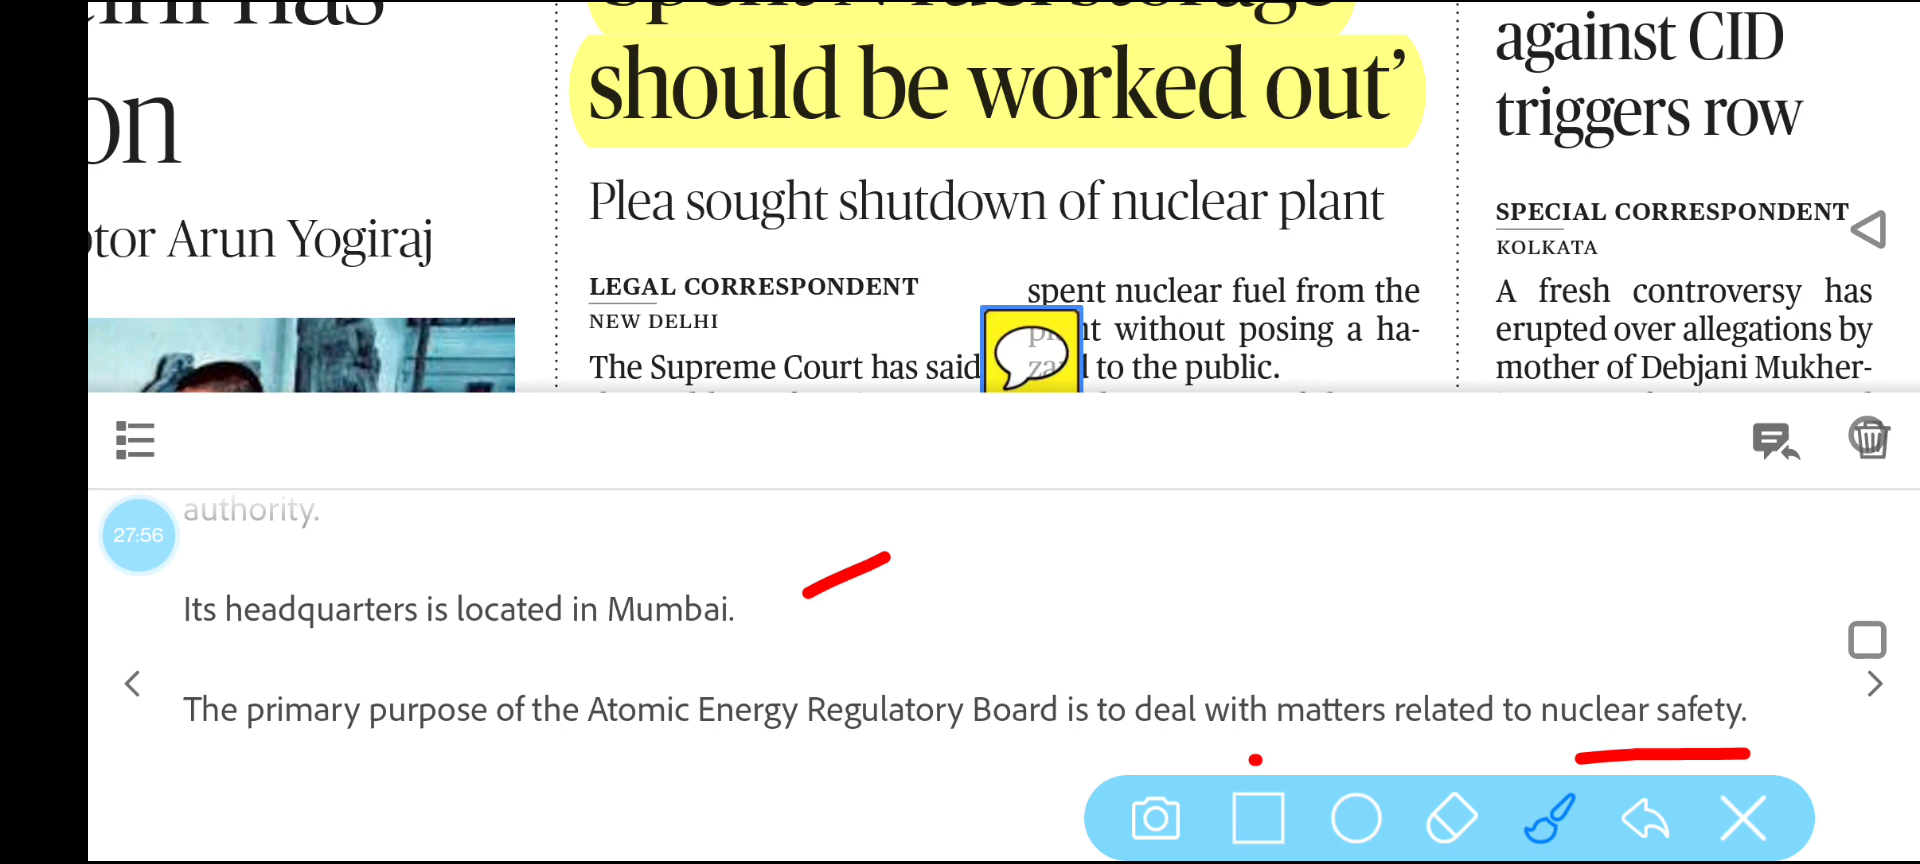 on
otor Arun Yogiraj
should be worked out’
Plea sought shutdown of nuclear plant
LEGAL CORRESPONDENT
NEW DELHI
The Supreme Court has said
spent nuclear fuel from the
without posing a ha-
to the public.
against CID
triggers row
SPECIAL CORRESPONDENT
KOLKATA
A fresh controversy has
erupted over allegations by
mother of Debjani Mukher-
27:56
authority.
Its headquarters is located in Mumbai.
The primary purpose of the Atomic Energy Regulatory Board is to deal with matters related to nuclear safety.